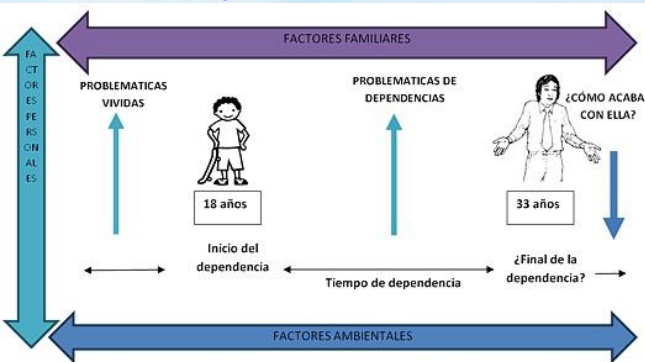 FACTORES FAMILIARES
FA
CT
OR
ES
PE
RS
ON
AL
ES
PROBLEMATICAS
VIVIDAS
PROBLEMATICAS DE
DEPENDENCIAS
¿CÓMO ACABA
CON ELLA?
18 años
33 años
Inicio del
dependencia
Tiempo de dependencia
¿Final de la
dependencia?
FACTORES AMBIENTALES